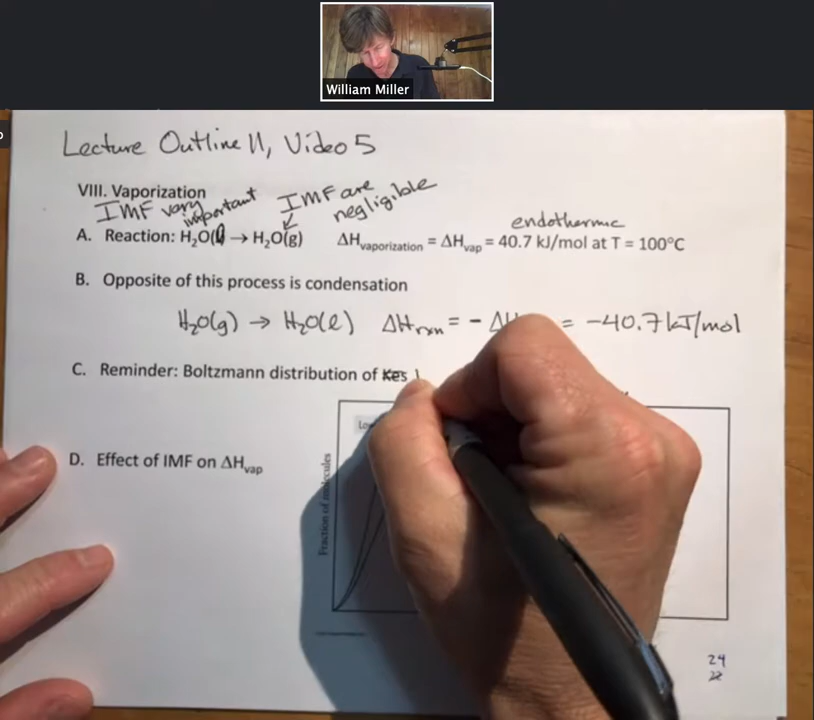 William Miller
Lecture Outline 11, Video 5
VIII. Vaporization
IMF very important
IMF are negligible
endothermic
A. Reaction: H₂O(l) → H₂O(g) ΔHvaporization = ΔHvap = 40.7 kJ/mol at T = 100°C
B. Opposite of this process is condensation
H₂O(g) → H₂O(l) ΔHrxn = - ΔH = -40.7 kJ/mol
C. Reminder: Boltzmann distribution of KEs
D. Effect of IMF on ΔHvap
Fraction of molecules
24
22